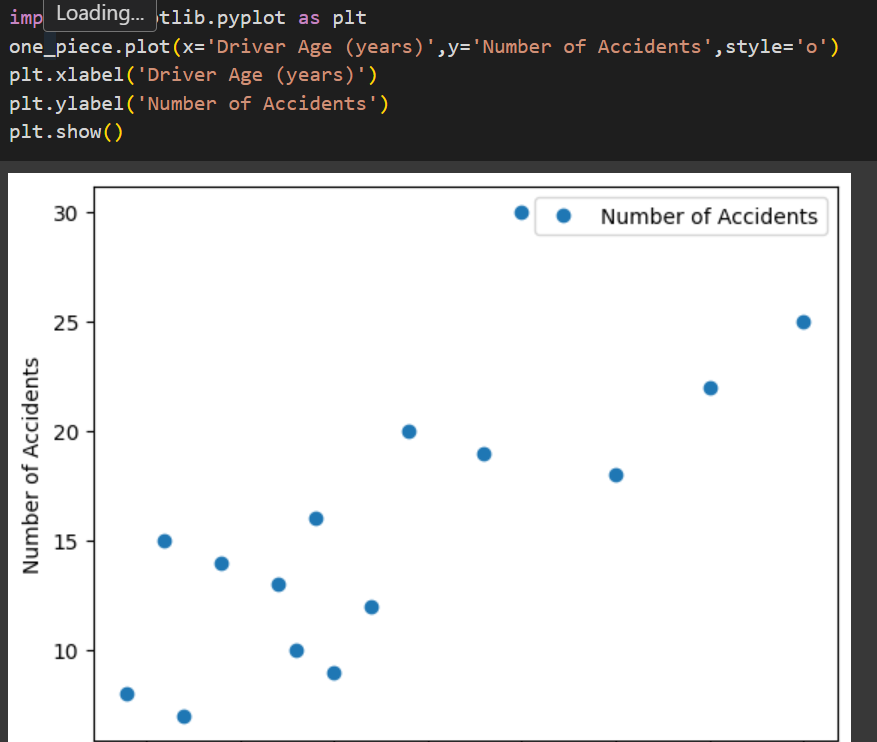 imp Loading... tlib.pyplot as plt
one_piece.plot(x='Driver Age (years)',y='Number of Accidents',style='o')
plt.xlabel('Driver Age (years)')
plt.ylabel('Number of Accidents')
plt.show()
30
Number of Accidents
25
20
15
10
Number of Accidents